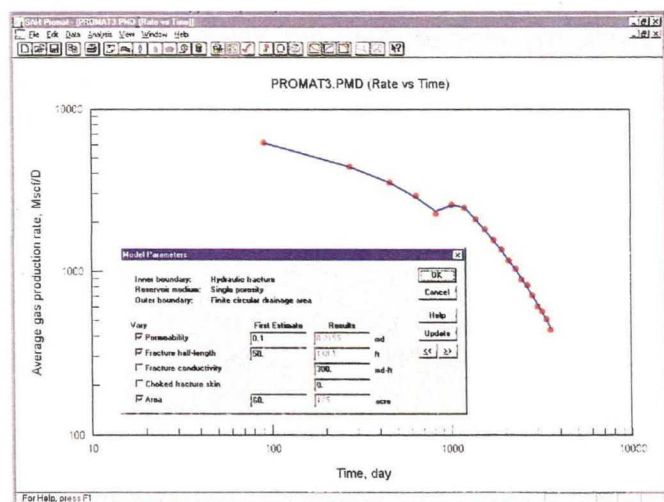 SAH Promat - [PROMAT3.PMD (Rate vs Time)]
File Edit Data Analysis View Window Help
PROMAT3.PMD (Rate vs Time)
10000
1000
100
Average gas production rate, Mscf/D
Model Parameters
Inner boundary: Hydraulic fracture
Reservoir medium: Single porosity
Outer boundary: Finite circular drainage area
OK
Cancel
Help
Update
<< >>
Vary First Estimate Results
Permeability 0.1 md
Fracture half-length 50. ft
Fracture conductivity 300. md-ft
Choked fracture skin 0.
Area 60. acre
10 100 1000 10000
Time, day
For Help, press F1